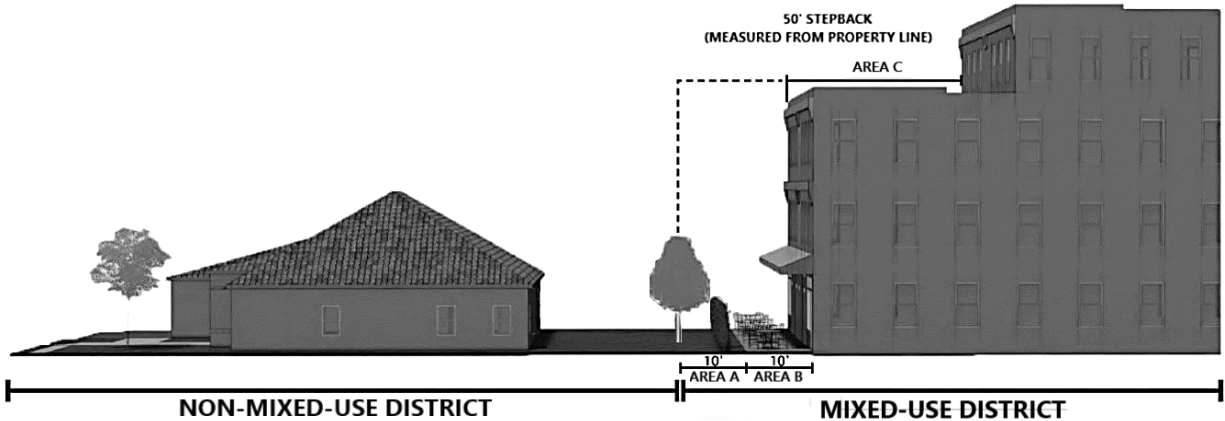 50' STEPBACK
(MEASURED FROM PROPERTY LINE)
AREA C
10' 10'
AREA A AREA B
NON-MIXED-USE DISTRICT
MIXED-USE DISTRICT